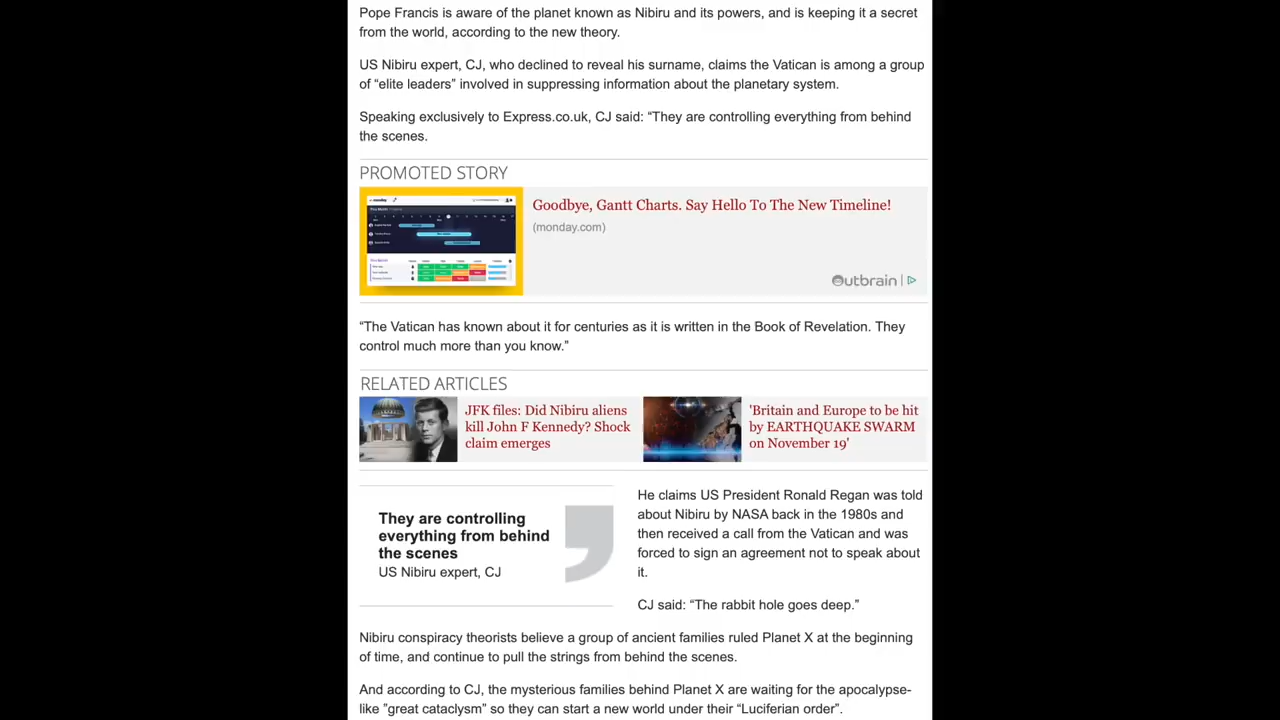 Pope Francis is aware of the planet known as Nibiru and its powers, and is keeping it a secret
from the world, according to the new theory.
US Nibiru expert, CJ, who declined to reveal his surname, claims the Vatican is among a group
of “elite leaders” involved in suppressing information about the planetary system.
Speaking exclusively to Express.co.uk, CJ said: “They are controlling everything from behind
the scenes.
PROMOTED STORY
monday
Goodbye, Gantt Charts. Say Hello To The New Timeline!
(monday.com)
Outbrain
“The Vatican has known about it for centuries as it is written in the Book of Revelation. They
control much more than you know.”
RELATED ARTICLES
JFK files: Did Nibiru aliens
kill John F Kennedy? Shock
claim emerges
'Britain and Europe to be hit
by EARTHQUAKE SWARM
on November 19'
They are controlling
everything from behind
the scenes
US Nibiru expert, CJ
He claims US President Ronald Regan was told
about Nibiru by NASA back in the 1980s and
then received a call from the Vatican and was
forced to sign an agreement not to speak about
it.
CJ said: “The rabbit hole goes deep.”
Nibiru conspiracy theorists believe a group of ancient families ruled Planet X at the beginning
of time, and continue to pull the strings from behind the scenes.
And according to CJ, the mysterious families behind Planet X are waiting for the apocalypse-
like ”great cataclysm” so they can start a new world under their “Luciferian order”.